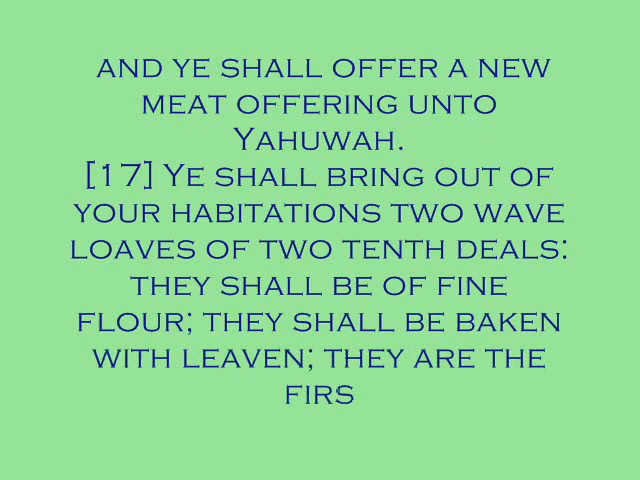 AND YE SHALL OFFER A NEW
MEAT OFFERING UNTO
YAHUWAH.
[17] YE SHALL BRING OUT OF
YOUR HABITATIONS TWO WAVE
LOAVES OF TWO TENTH DEALS:
THEY SHALL BE OF FINE
FLOUR; THEY SHALL BE BAKEN
WITH LEAVEN; THEY ARE THE
FIRS